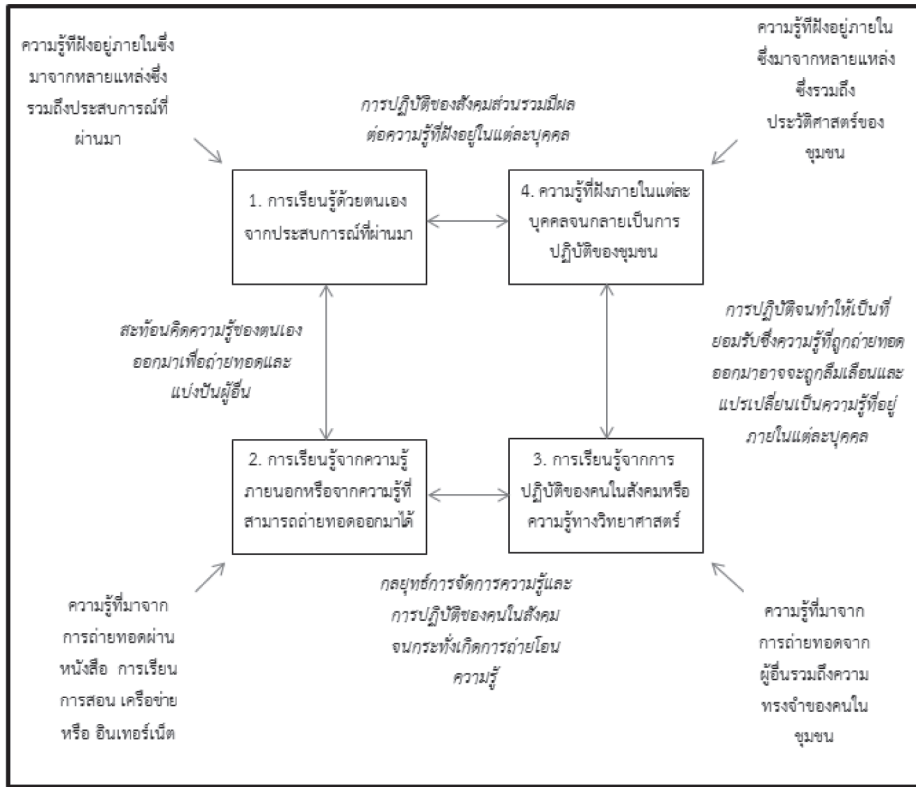 ความรู้ที่ฝังอยู่ภายในซึ่ง
มาจากหลายแหล่งซึ่ง
รวมถึงประสบการณ์ที่
ผ่านมา
การปฏิบัติของสังคมส่วนรวมมีผล
ต่อความรู้ที่ฝังอยู่ในแต่ละบุคคล
ความรู้ที่ฝังอยู่ภายใน
ซึ่งมาจากหลายแหล่ง
ซึ่งรวมถึง
ประวัติศาสตร์ของ
ชุมชน
1. การเรียนรู้ด้วยตนเอง
จากประสบการณ์ที่ผ่านมา
4. ความรู้ที่ฝังภายในแต่ละ
บุคคลจนกลายเป็นการ
ปฏิบัติของชุมชน
สะท้อนคิดความรู้ของตนเอง
ออกมาเพื่อถ่ายทอดและ
แบ่งปันผู้อื่น
การปฏิบัติจนทำให้เป็นที่
ยอมรับซึ่งความรู้ที่ถูกถ่ายทอด
ออกมาอาจจะถูกลืมเลือนและ
แปรเปลี่ยนเป็นความรู้ที่อยู่
ภายในแต่ละบุคคล
2. การเรียนรู้จากความรู้
ภายนอกหรือจากความรู้ที่
สามารถถ่ายทอดออกมาได้
3. การเรียนรู้จากการ
ปฏิบัติของคนในสังคมหรือ
ความรู้ทางวิทยาศาสตร์
ความรู้ที่มาจาก
การถ่ายทอดผ่าน
หนังสือ การเรียน
การสอน เครือข่าย
หรือ อินเทอร์เน็ต
กลยุทธ์การจัดการความรู้และ
การปฏิบัติของคนในสังคม
จนกระทั่งเกิดการถ่ายโอน
ความรู้
ความรู้ที่มาจาก
การถ่ายทอดจาก
ผู้อื่นรวมถึงความ
ทรงจำของคนใน
ชุมชน